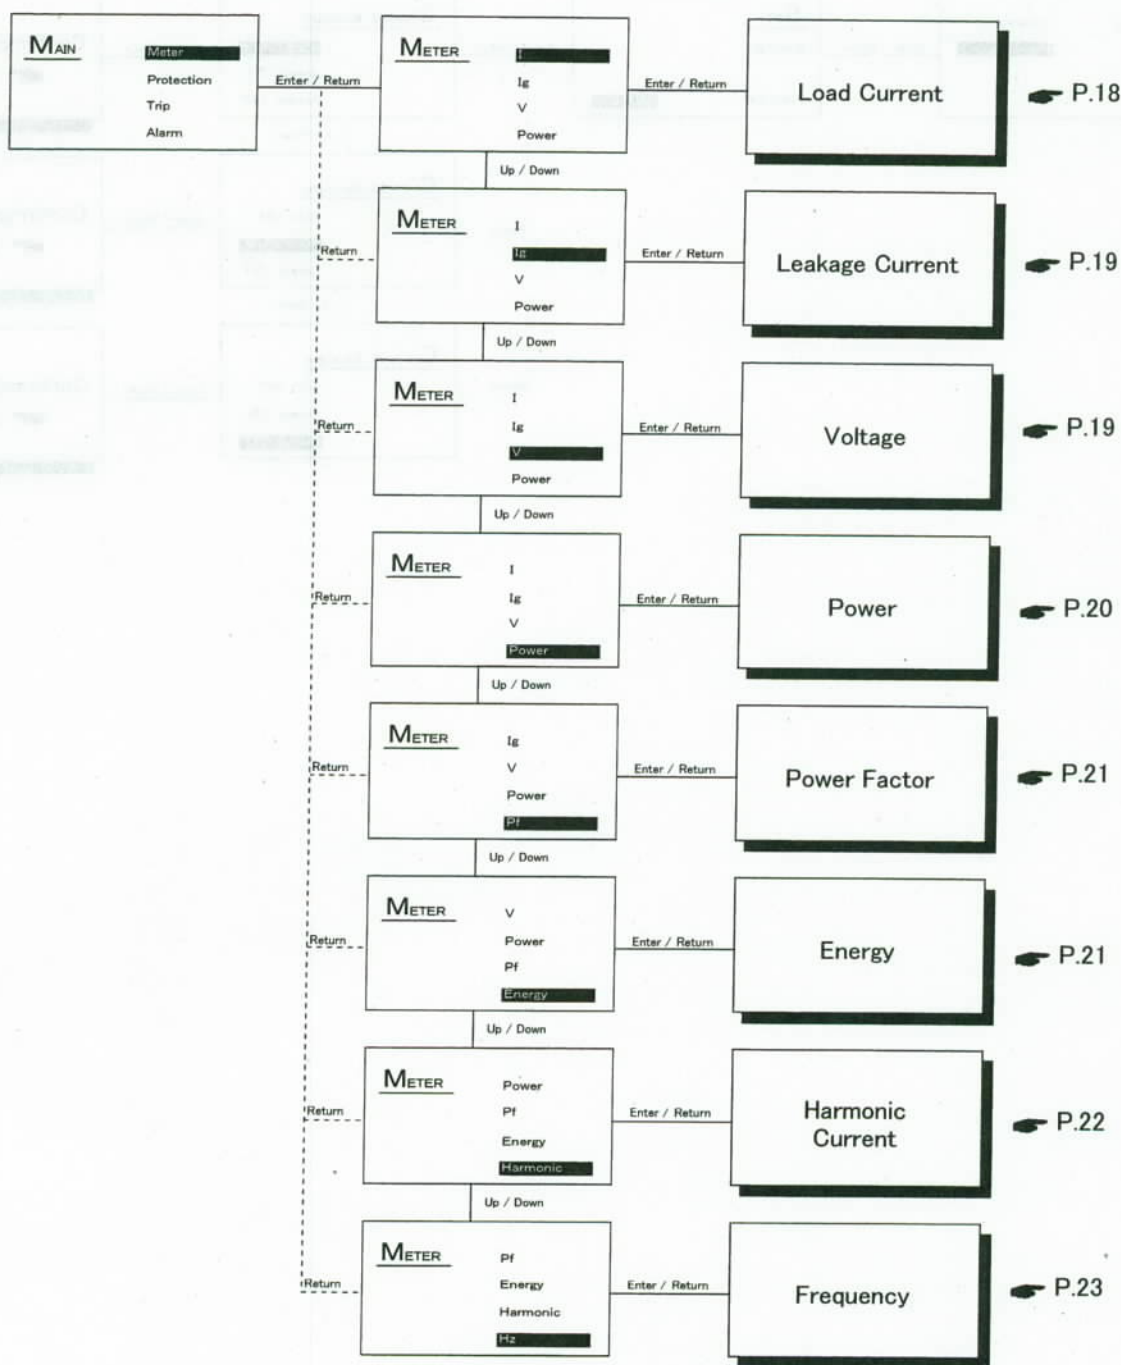 MAIN
Meter
Protection
Trip
Alarm
Enter / Return
METER
I
Ig
V
Power
Enter / Return
Load Current
P.18
Up / Down
Return
METER
I
Ig
V
Power
Enter / Return
Leakage Current
P.19
Up / Down
Return
METER
I
Ig
V
Power
Enter / Return
Voltage
P.19
Up / Down
Return
METER
I
Ig
V
Power
Enter / Return
Power
P.20
Up / Down
Return
METER
Ig
V
Power
Pf
Enter / Return
Power Factor
P.21
Up / Down
Return
METER
V
Power
Pf
Energy
Enter / Return
Energy
P.21
Up / Down
Return
METER
Power
Pf
Energy
Harmonic
Enter / Return
Harmonic
Current
P.22
Up / Down
Return
METER
Pf
Energy
Harmonic
Hz
Enter / Return
Frequency
P.23